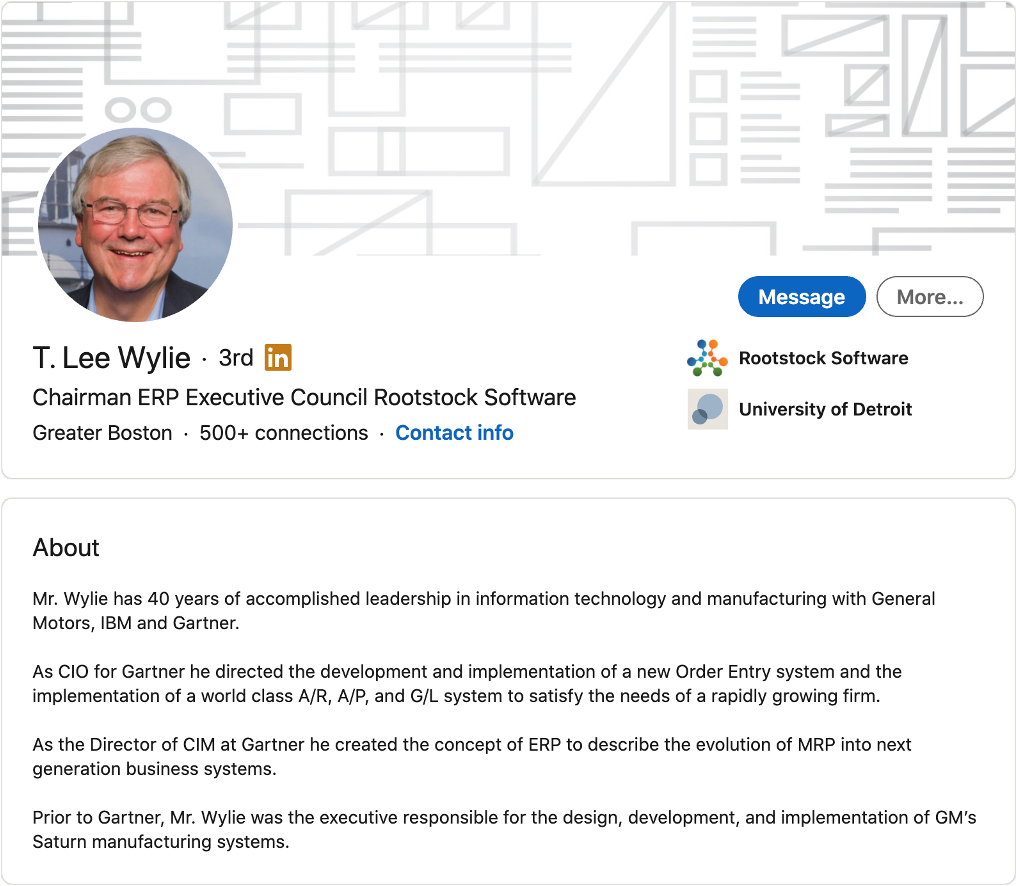 Message
More...
T. Lee Wylie · 3rd in
Chairman ERP Executive Council Rootstock Software
Greater Boston · 500+ connections · Contact info
Rootstock Software
University of Detroit
About
Mr. Wylie has 40 years of accomplished leadership in information technology and manufacturing with General
Motors, IBM and Gartner.
As CIO for Gartner he directed the development and implementation of a new Order Entry system and the
implementation of a world class A/R, A/P, and G/L system to satisfy the needs of a rapidly growing firm.
As the Director of CIM at Gartner he created the concept of ERP to describe the evolution of MRP into next
generation business systems.
Prior to Gartner, Mr. Wylie was the executive responsible for the design, development, and implementation of GM’s
Saturn manufacturing systems.